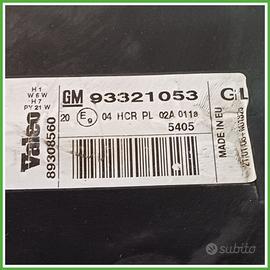 H1
W5W
H7
PY21W
Valeo
89308560
GM 93321053 GL
20 E9 04 HCR PL 02A 011a
5405
MADE IN EU
subito